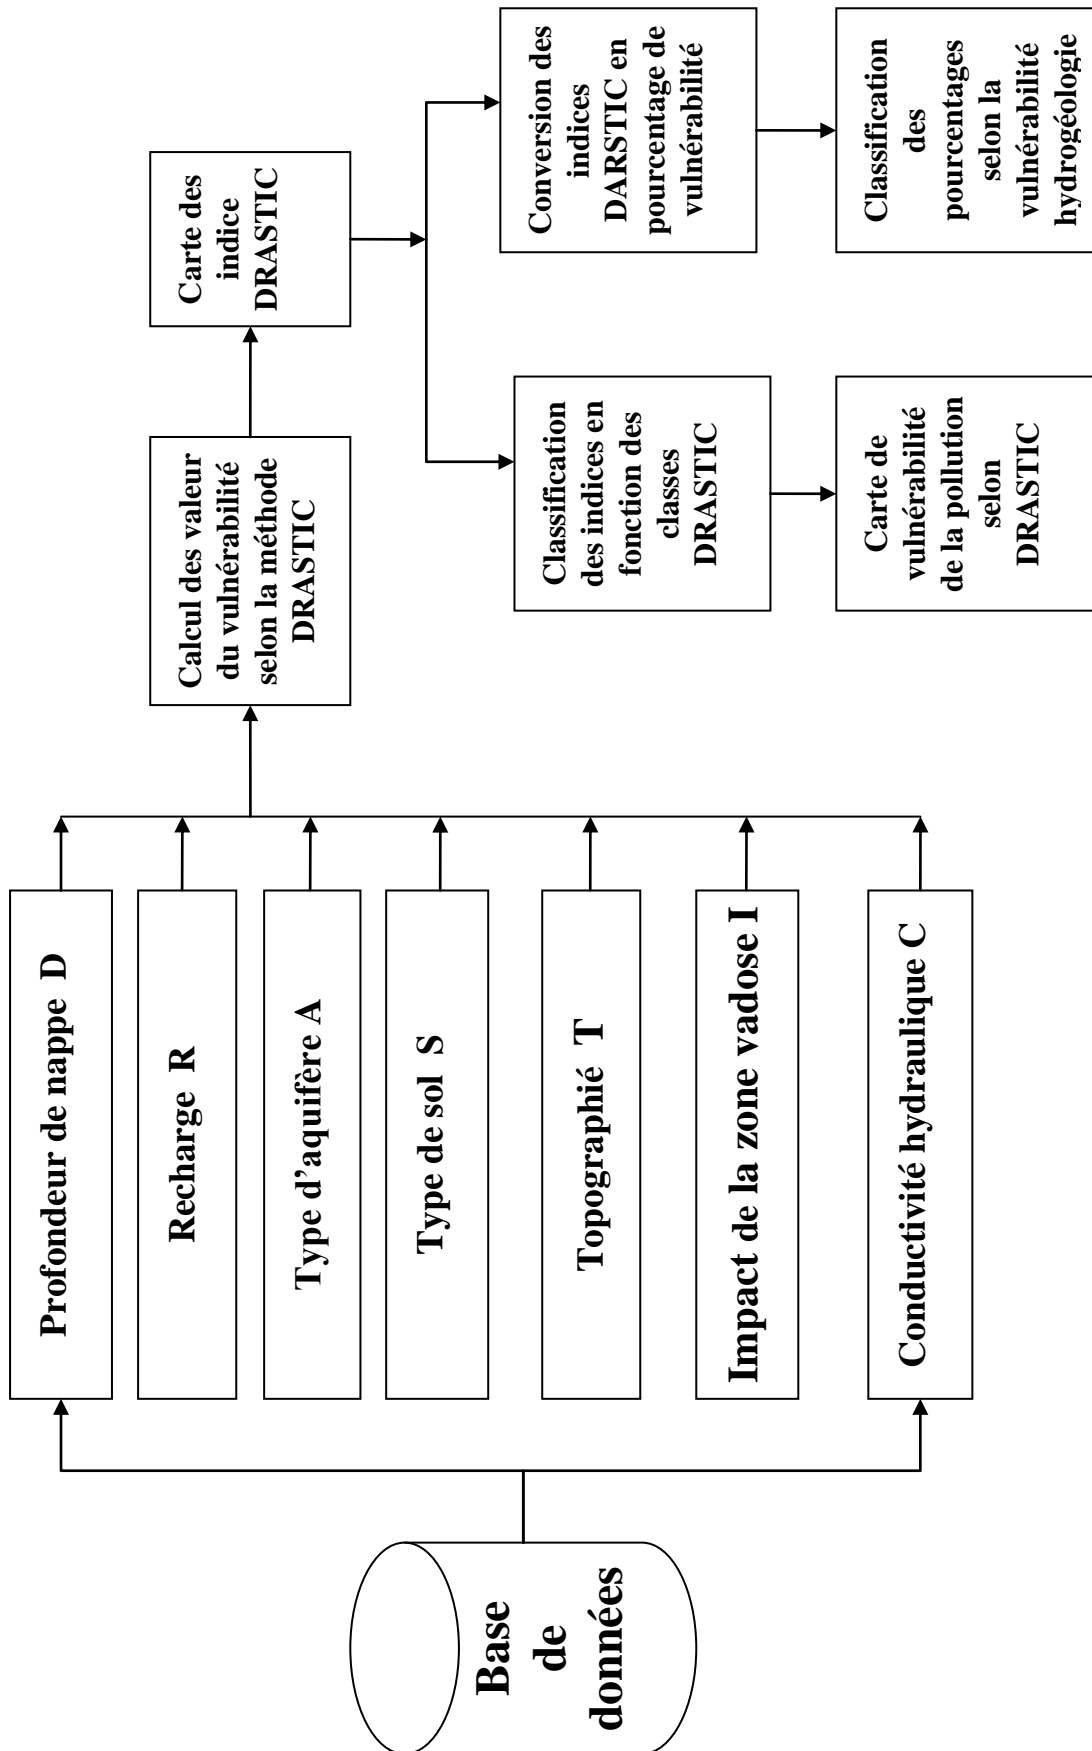 Base
de
données
Profondeur de nappe D
Recharge R
Type d'aquifère A
Type de sol S
Topographié T
Impact de la zone vadose I
Conductivité hydraulique C
Calcul des valeur
du vulnérabilité
selon la méthode
DRASTIC
Carte des
indice
DRASTIC
Classification
des indices en
fonction des
classes
DRASTIC
Carte de
vulnérabilité
de la pollution
selon
DRASTIC
Conversion des
indices
DARSTIC en
pourcentage de
vulnérabilité
Classification
des
pourcentages
selon la
vulnérabilité
hydrogéologie